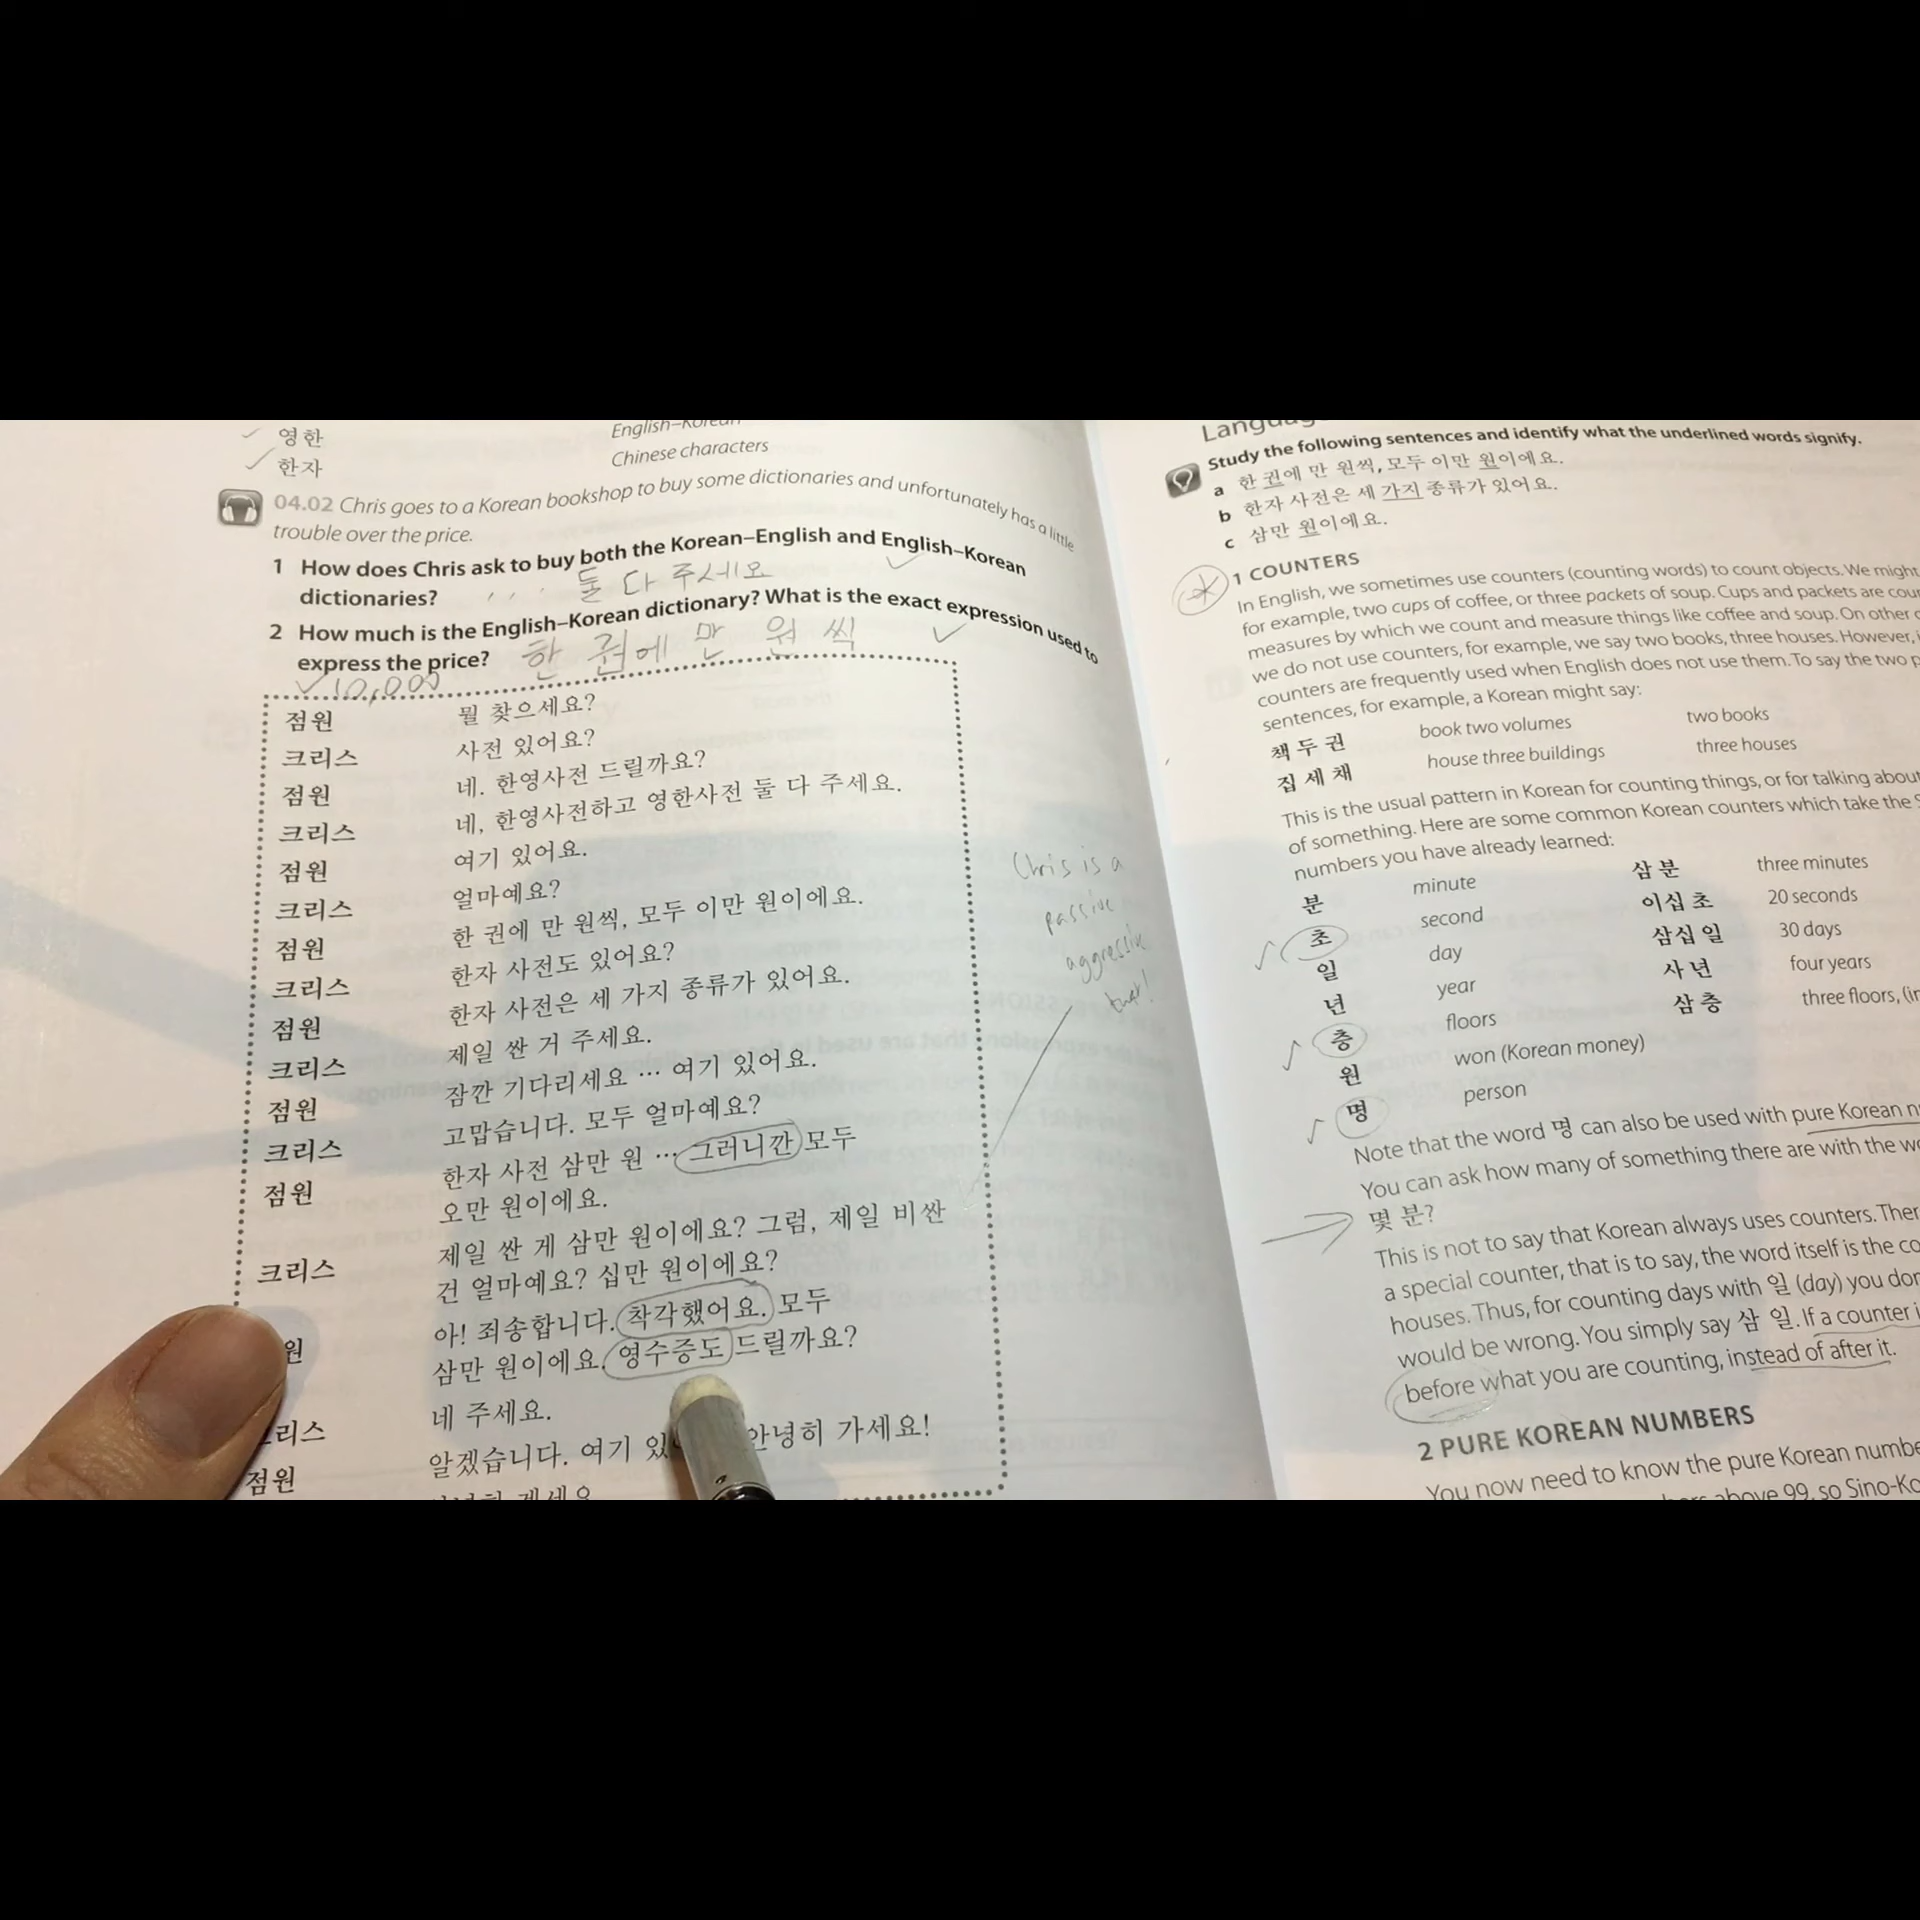 영한
English–Korean
한자
Chinese characters
04.02 Chris goes to a Korean bookshop to buy some dictionaries and unfortunately has a little
trouble over the price.
1 How does Chris ask to buy both the Korean–English and English–Korean
dictionaries? ... 둘 다 주세요
2 How much is the English–Korean dictionary? What is the exact expression used to
express the price? 한 권에 만 원 씩
10,000
점원 뭘 찾으세요?
크리스 사전 있어요?
점원 네. 한영사전 드릴까요?
크리스 네, 한영사전하고 영한사전 둘 다 주세요.
점원 여기 있어요.
크리스 얼마예요?
점원 한 권에 만 원씩, 모두 이만 원이에요.
크리스 한자 사전도 있어요?
점원 한자 사전은 세 가지 종류가 있어요.
크리스 제일 싼 거 주세요.
점원 잠깐 기다리세요 … 여기 있어요.
크리스 고맙습니다. 모두 얼마예요?
점원 한자 사전 삼만 원 … 그러니깐 모두
오만 원이에요.
크리스 제일 싼 게 삼만 원이에요? 그럼, 제일 비싼
건 얼마예요? 십만 원이에요?
원 아! 죄송합니다. 착각했어요. 모두
삼만 원이에요. 영수증도 드릴까요?
리스 네 주세요.
점원 알겠습니다. 여기 있 안녕히 가세요!
Chris is a
passive
aggressive
Study the following sentences and identify what the underlined words signify.
a 한 권에 만 원씩, 모두 이만 원이에요.
b 한자 사전은 세 가지 종류가 있어요.
c 삼만 원이에요.
1 COUNTERS
In English, we sometimes use counters (counting words) to count objects. We might
for example, two cups of coffee, or three packets of soup. Cups and packets are
measures by which we count and measure things like coffee and soup. On other
we do not use counters, for example, we say two books, three houses. However,
counters are frequently used when English does not use them. To say the two
sentences, for example, a Korean might say:
책 두 권 book two volumes two books
집 세 채 house three buildings three houses
This is the usual pattern in Korean for counting things, or for talking about
of something. Here are some common Korean counters which take the
numbers you have already learned:
분 minute 삼 분 three minutes
초 second 이십 초 20 seconds
일 day 삼십 일 30 days
년 year 사 년 four years
층 floors 삼 층 three floors,
원 won (Korean money)
명 person
Note that the word 명 can also be used with pure Korean
You can ask how many of something there are with the
몇 분?
This is not to say that Korean always uses counters.
a special counter, that is to say, the word itself is the
houses. Thus, for counting days with 일 (day) you
would be wrong. You simply say 삼 일. If a counter
before what you are counting, instead of after it.
2 PURE KOREAN NUMBERS
You now need to know the pure Korean
above 99, so